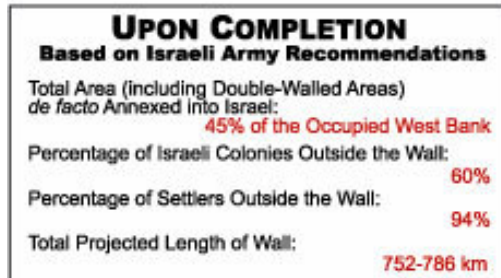 UPON COMPLETION
Based on Israeli Army Recommendations
Total Area (including Double-Walled Areas)
de facto Annexed into Israel:
45% of the Occupied West Bank
Percentage of Israeli Colonies Outside the Wall:
60%
Percentage of Settlers Outside the Wall:
94%
Total Projected Length of Wall:
752-786 km